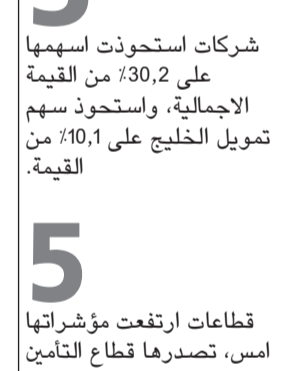 شركات استحوذت اسهمها
على 30,2٪ من القيمة
الاجمالية، واستحوذ سهم
تمويل الخليج على 10,1٪ من
القيمة.
5
قطاعات ارتفعت مؤشراتها
امس، تصدرها قطاع التأمين